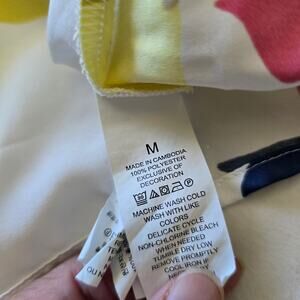 M
MADE IN CAMBODIA
100% POLYESTER
EXCLUSIVE OF
DECORATION
MACHINE WASH COLD
WASH WITH LIKE
COLORS
DELICATE CYCLE
NON-CHLORINE BLEACH
WHEN NEEDED
TUMBLE DRY LOW
REMOVE PROMPTLY
COOL IRON IF